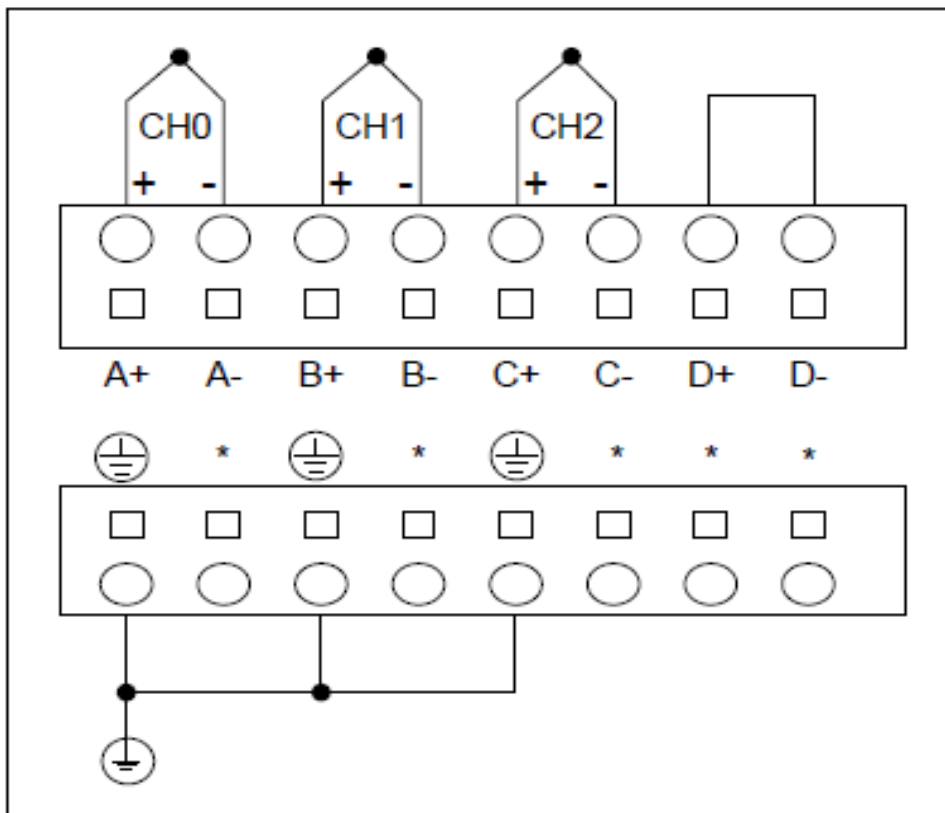 CH0 CH1 CH2
+ - + - + -
A+ A- B+ B- C+ C- D+ D-
* * * * *